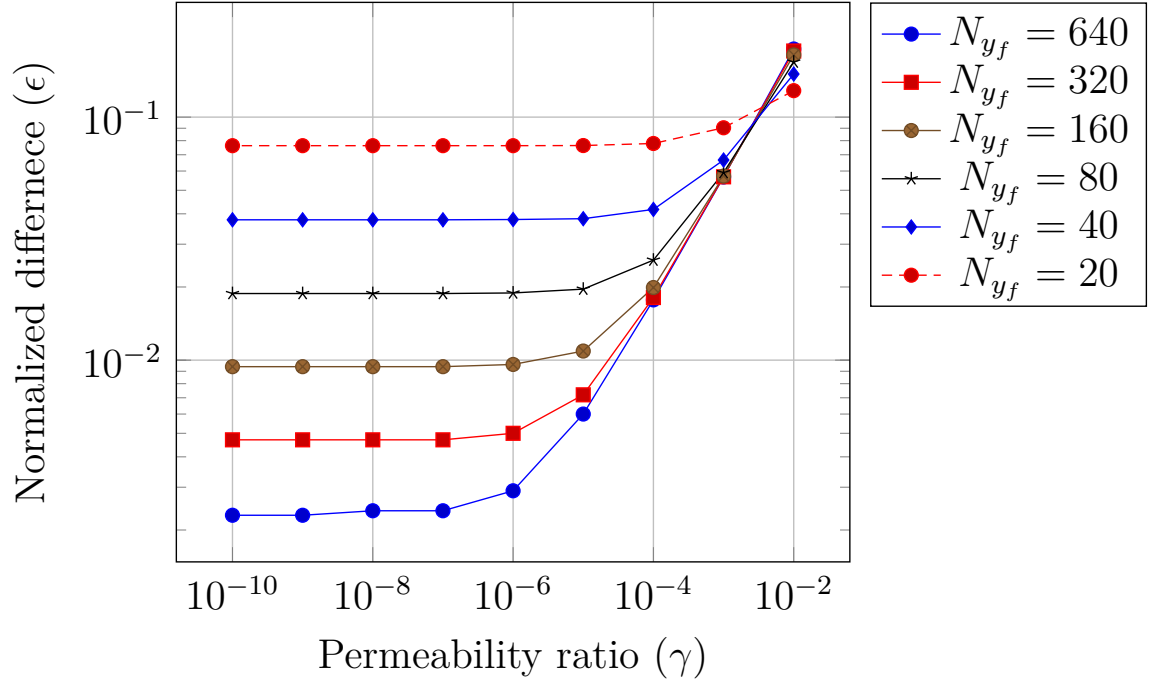 Normalized differnece (ϵ)
10⁻¹
10⁻²
10⁻¹⁰ 10⁻⁸ 10⁻⁶ 10⁻⁴ 10⁻²
Permeability ratio (γ)
N_{y_f} = 640
N_{y_f} = 320
N_{y_f} = 160
N_{y_f} = 80
N_{y_f} = 40
N_{y_f} = 20